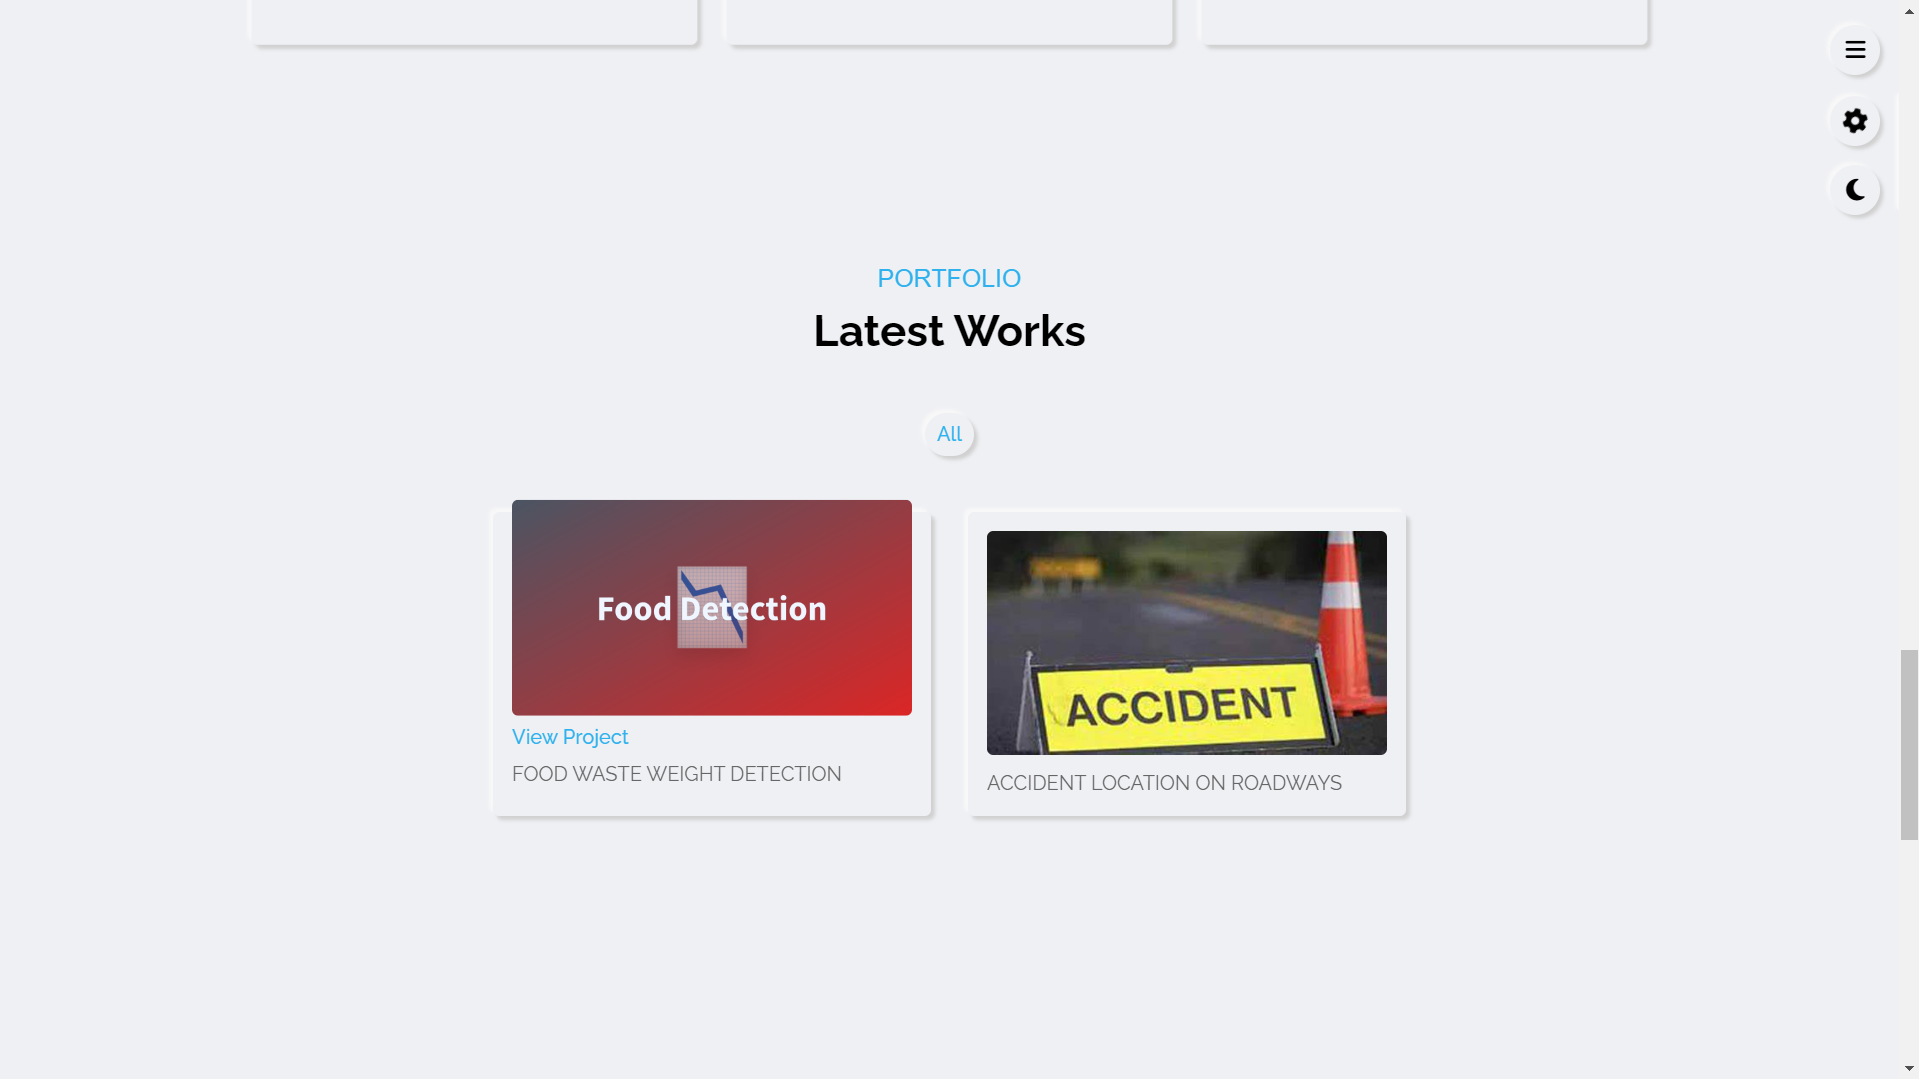 PORTFOLIO
Latest Works
All
Food Detection
View Project
FOOD WASTE WEIGHT DETECTION
ACCIDENT
ACCIDENT LOCATION ON ROADWAYS